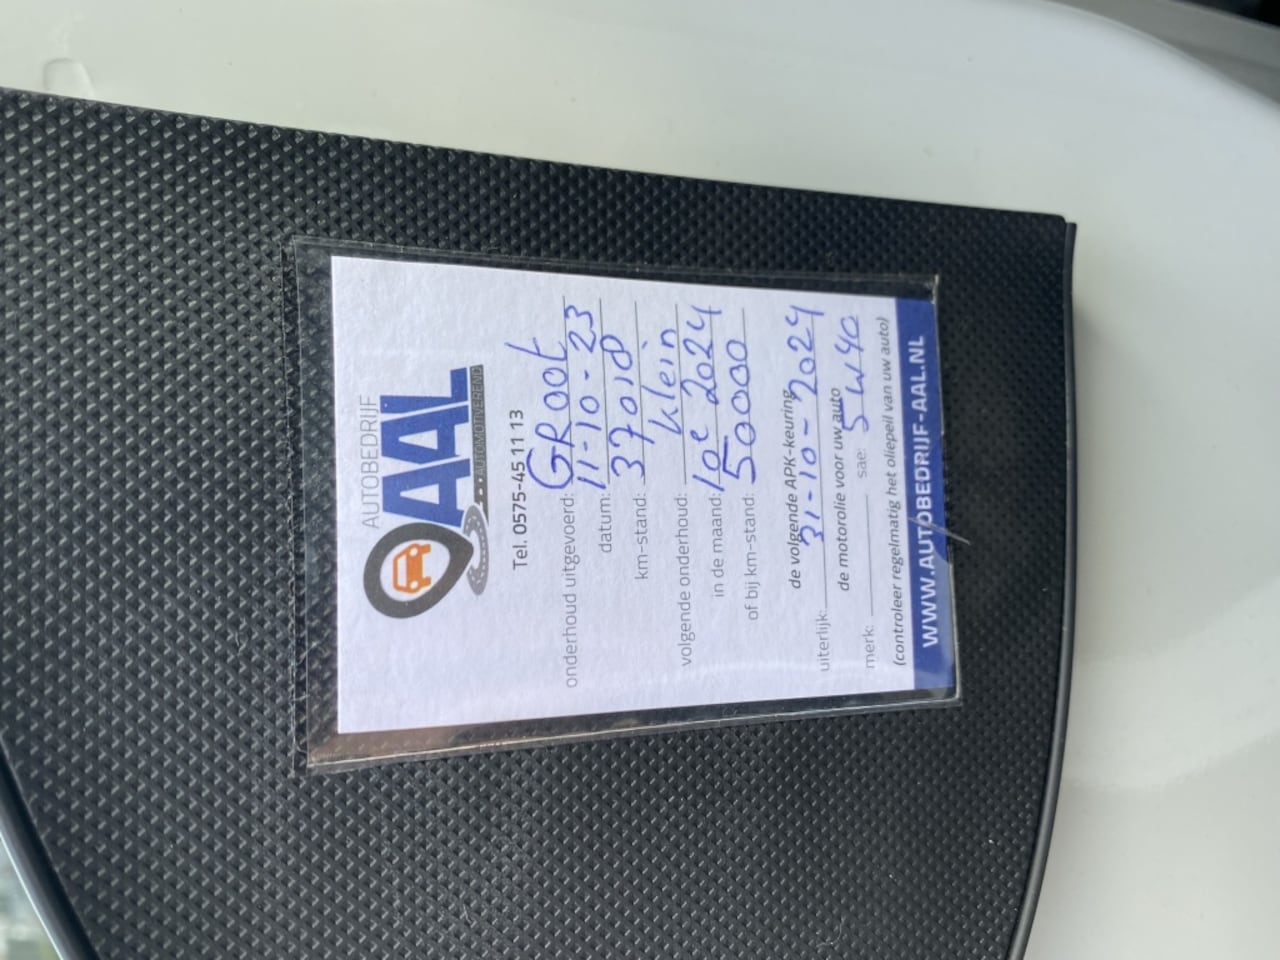 AUTOBEDRIJF
AAL
AUTOMOTIVEREND
Tel. 0575-45 11 13
onderhoud uitgevoerd: GROOT
datum: 11-10-23
km-stand: 37018
volgende onderhoud: Klein
in de maand: 10e 2024
of bij km-stand: 50000
de volgende APK-keuring
uiterlijk: 31-10-2024
de motorolie voor uw auto
merk: sae: 5W40
(controleer regelmatig het oliepeil van uw auto)
WWW.AUTOBEDRIJF-AAL.NL